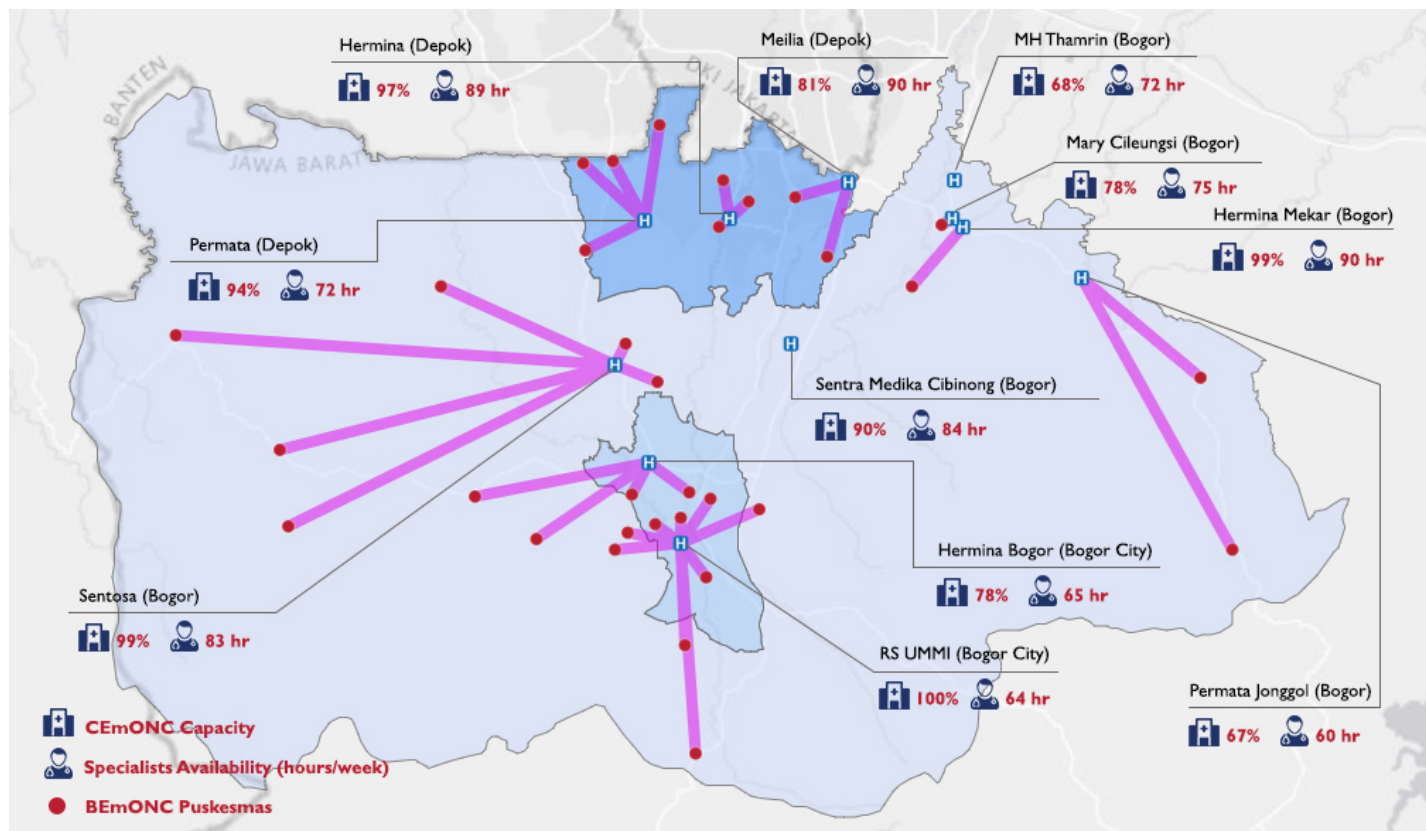 Hermina (Depok)
97% 89 hr
Meilia (Depok)
81% 90 hr
MH Thamrin (Bogor)
68% 72 hr
BANTEN
DKI JAKARTA
JAWA BARAT
Mary Cileungsi (Bogor)
78% 75 hr
Hermina Mekar (Bogor)
99% 90 hr
Permata (Depok)
94% 72 hr
H
H
H
H
H
H
H
H
H
H
H
Sentra Medika Cibinong (Bogor)
90% 84 hr
Hermina Bogor (Bogor City)
78% 65 hr
Sentosa (Bogor)
99% 83 hr
RS UMMI (Bogor City)
100% 64 hr
Permata Jonggol (Bogor)
67% 60 hr
CEmONC Capacity
Specialists Availability (hours/week)
BEmONC Puskesmas